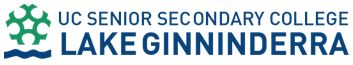 UC SENIOR SECONDARY COLLEGE
LAKE GINNINDERRA